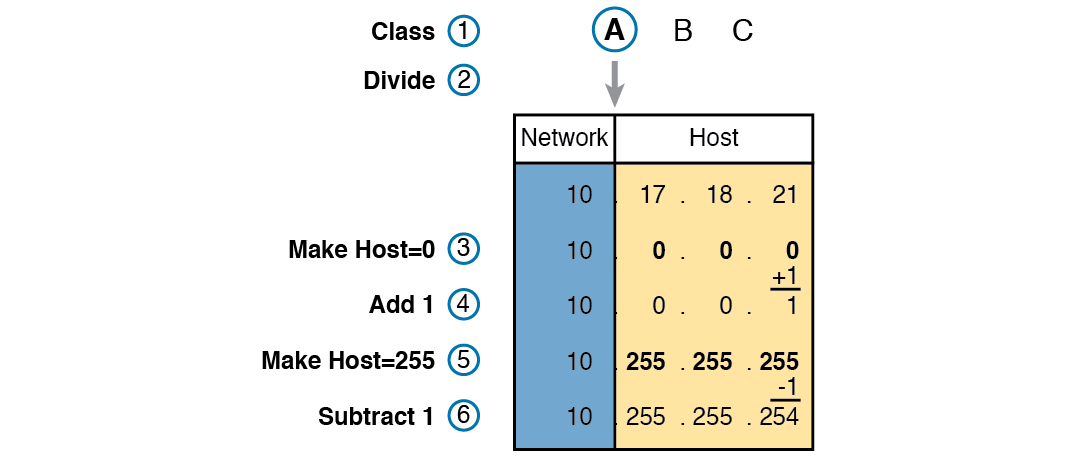 Class 1 A B C
Divide 2
Network Host
10 . 17 . 18 . 21
Make Host=0 3 10 . 0 . 0 . 0
+1
Add 1 4 10 . 0 . 0 . 1
Make Host=255 5 10 . 255 . 255 . 255
-1
Subtract 1 6 10 . 255 . 255 . 254